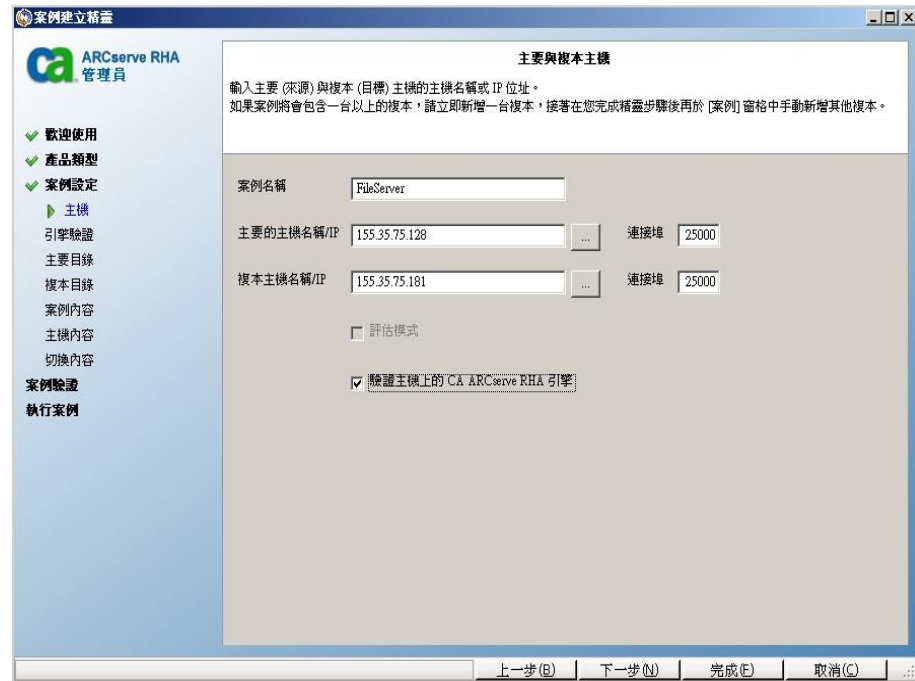 案例建立精靈
ca
ARCserve RHA
管理員
歡迎使用
產品類型
案例設定
主機
引擎驗證
主要目錄
複本目錄
案例內容
主機內容
切換內容
案例驗證
執行案例
主要與複本主機
輸入主要 (來源) 與複本 (目標) 主機的主機名稱或 IP 位址。
如果案例將會包含一台以上的複本，請立即新增一台複本，接著在您完成精靈步驟後再於 [案例] 窗格中手動新增其他複本。
案例名稱 FileServer
主要的主機名稱/IP 155.35.75.128 ... 連接埠 25000
複本主機名稱/IP 155.35.75.181 ... 連接埠 25000
評估模式
驗證主機上的 CA ARCserve RHA 引擎
上一步(B) 下一步(N) 完成(F) 取消(C)